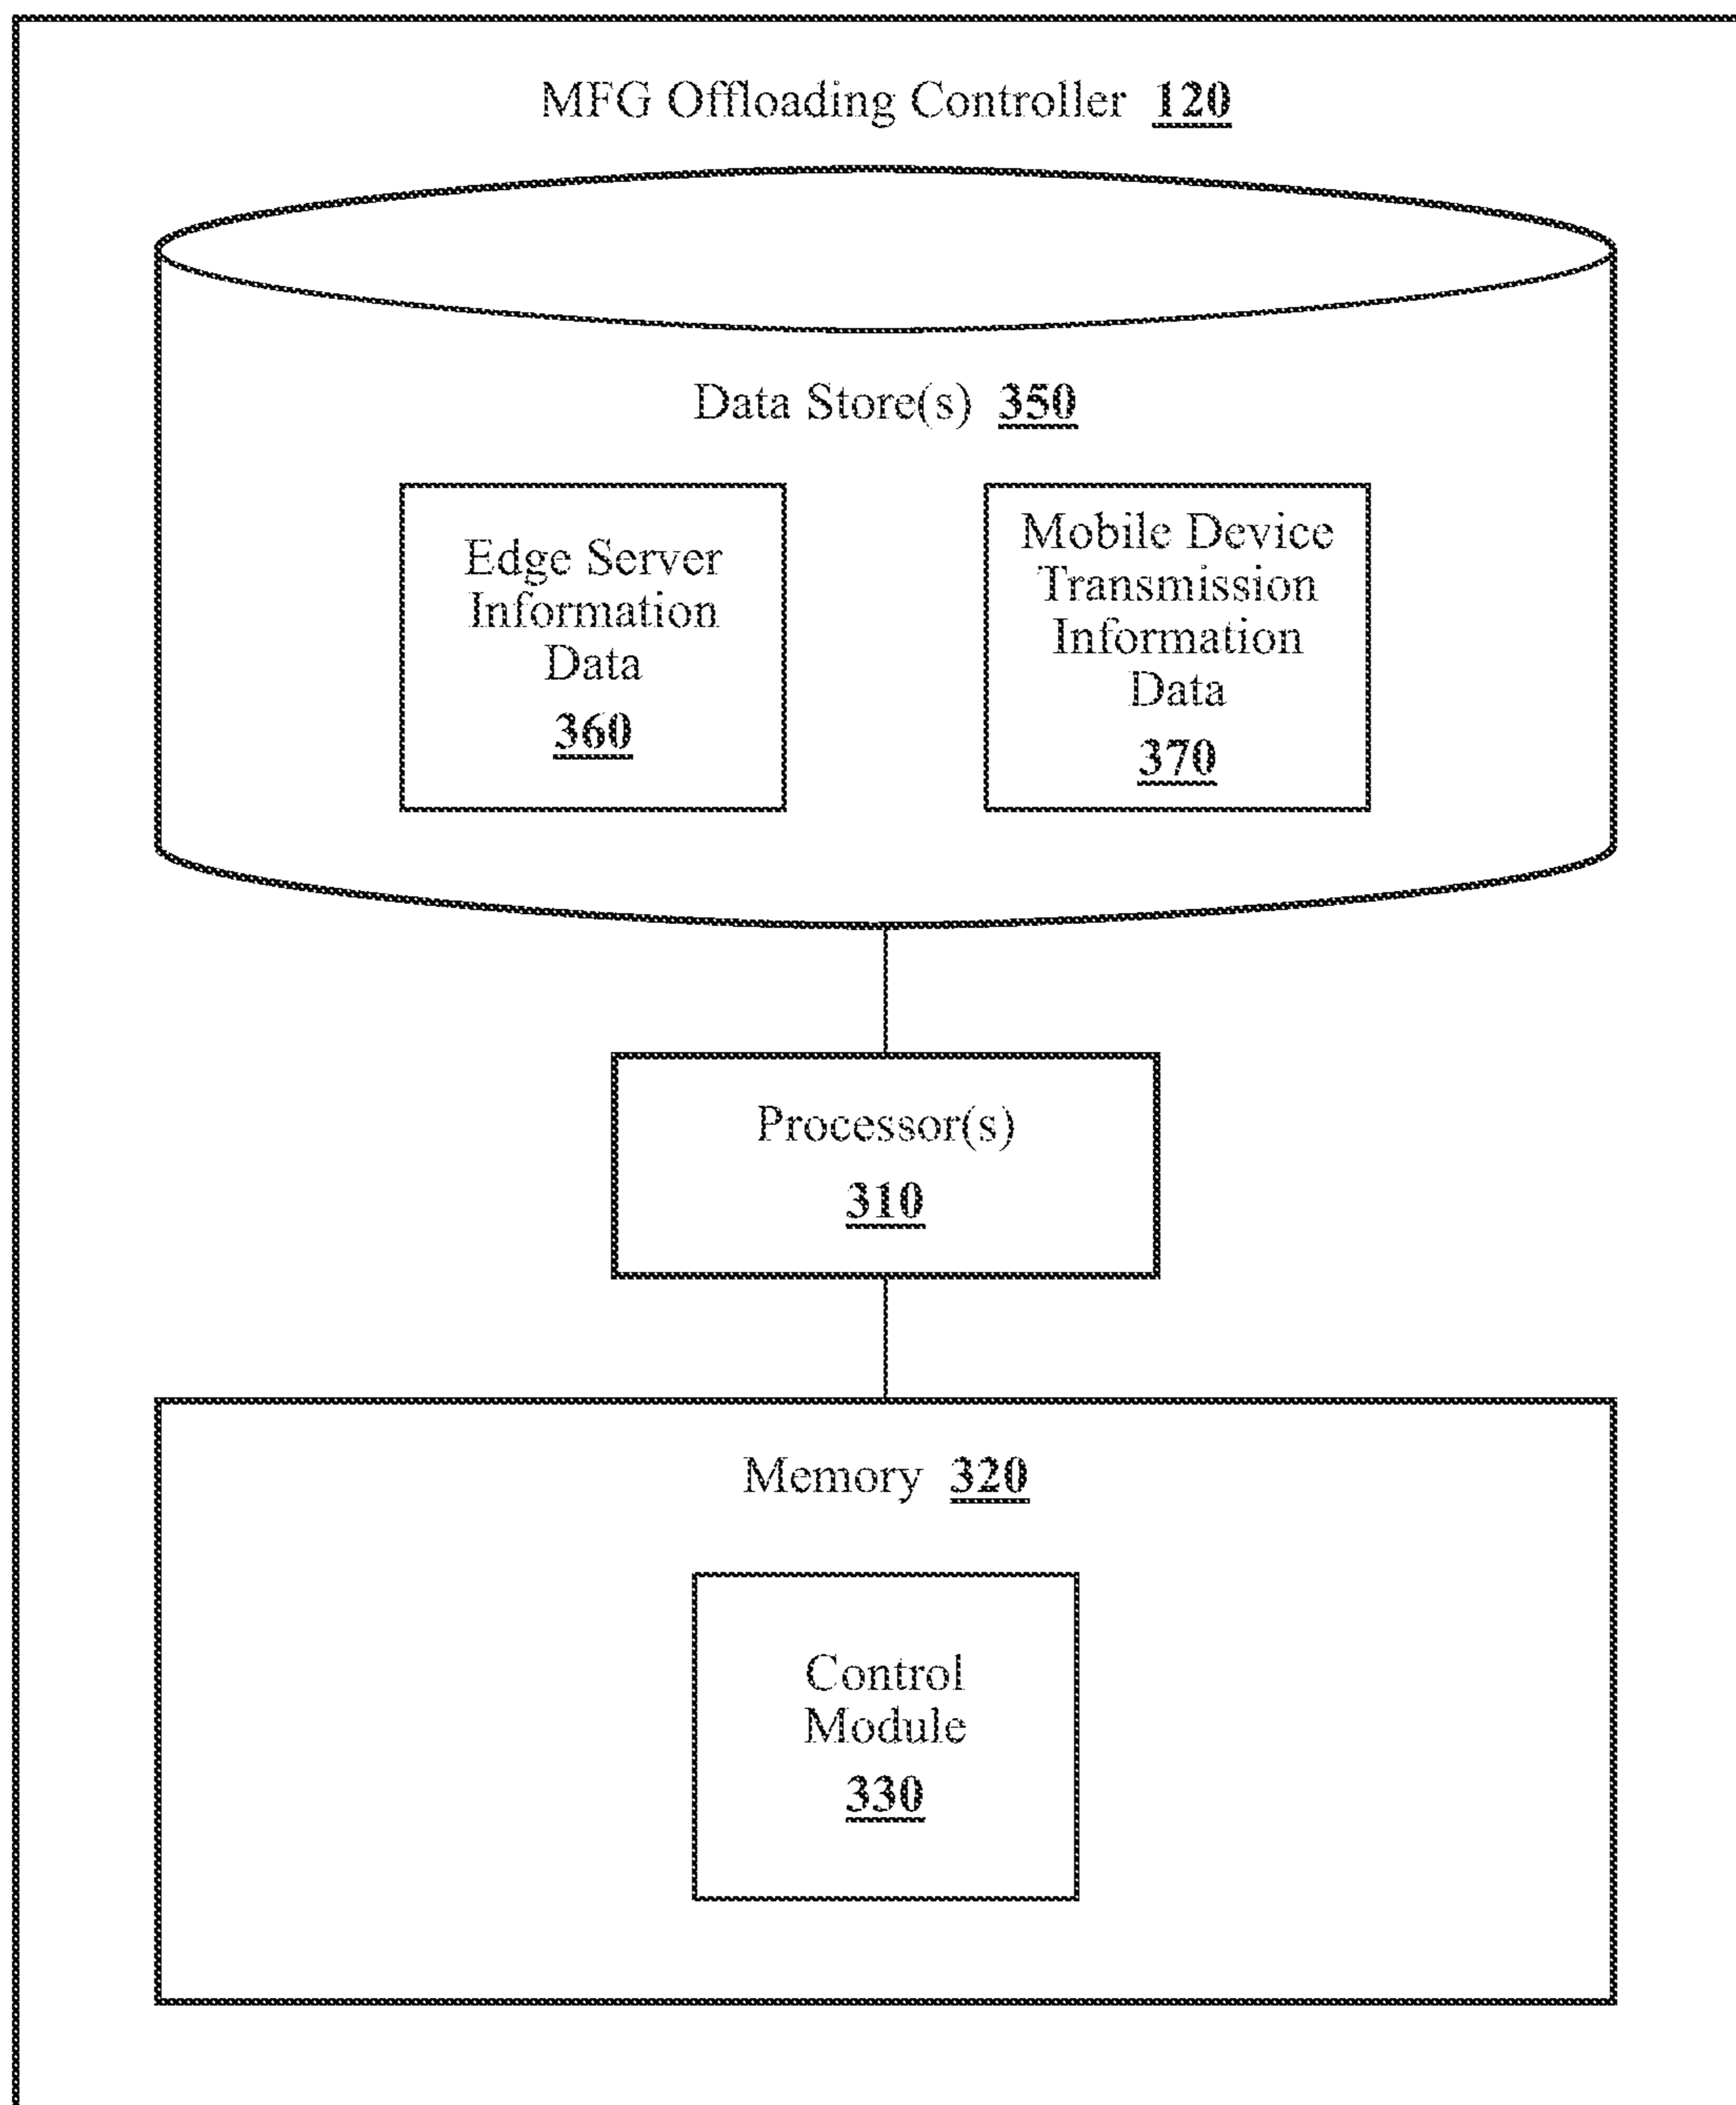 MFG Offloading Controller 120
Data Store(s) 350
Edge Server
Information
Data
360
Mobile Device
Transmission
Information
Data
370
Processor(s)
310
Memory 320
Control
Module
330